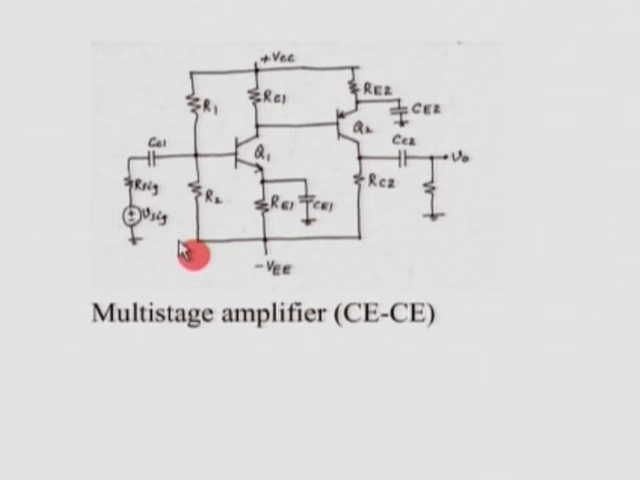 +Vcc
R1
RC1
RE2
CE2
Q2
Cc1
Q1
Cc2
Vo
Rsig
R2
RE1
CE1
RC2
Vsig
-VEE
Multistage amplifier (CE-CE)